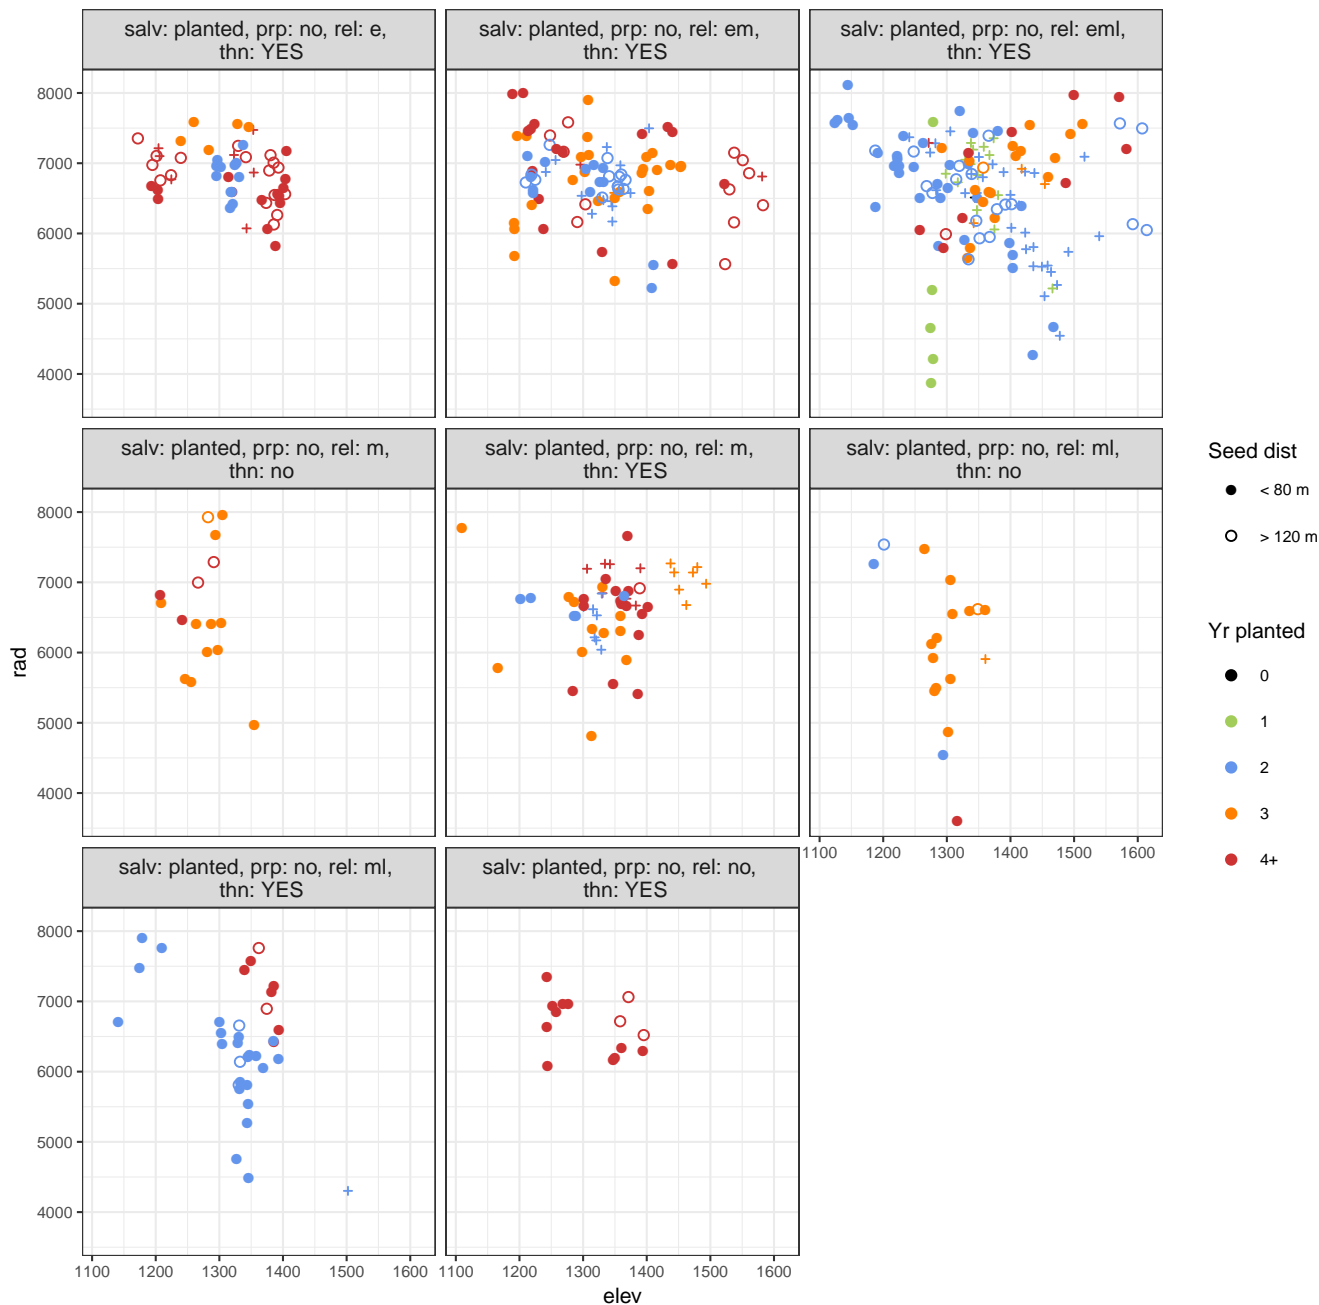 salv: planted, prp: no, rel: e,
thn: YES
salv: planted, prp: no, rel: em,
thn: YES
salv: planted, prp: no, rel: eml,
thn: YES
8000
7000
6000
5000
4000
salv: planted, prp: no, rel: m,
thn: no
salv: planted, prp: no, rel: m,
thn: YES
salv: planted, prp: no, rel: ml,
thn: no
8000
7000
6000
5000
4000
1100 1200 1300 1400 1500 1600
salv: planted, prp: no, rel: ml,
thn: YES
salv: planted, prp: no, rel: no,
thn: YES
8000
7000
6000
5000
4000
1100 1200 1300 1400 1500 1600
1100 1200 1300 1400 1500 1600
elev
rad
Seed dist
< 80 m
> 120 m
Yr planted
0
1
2
3
4+